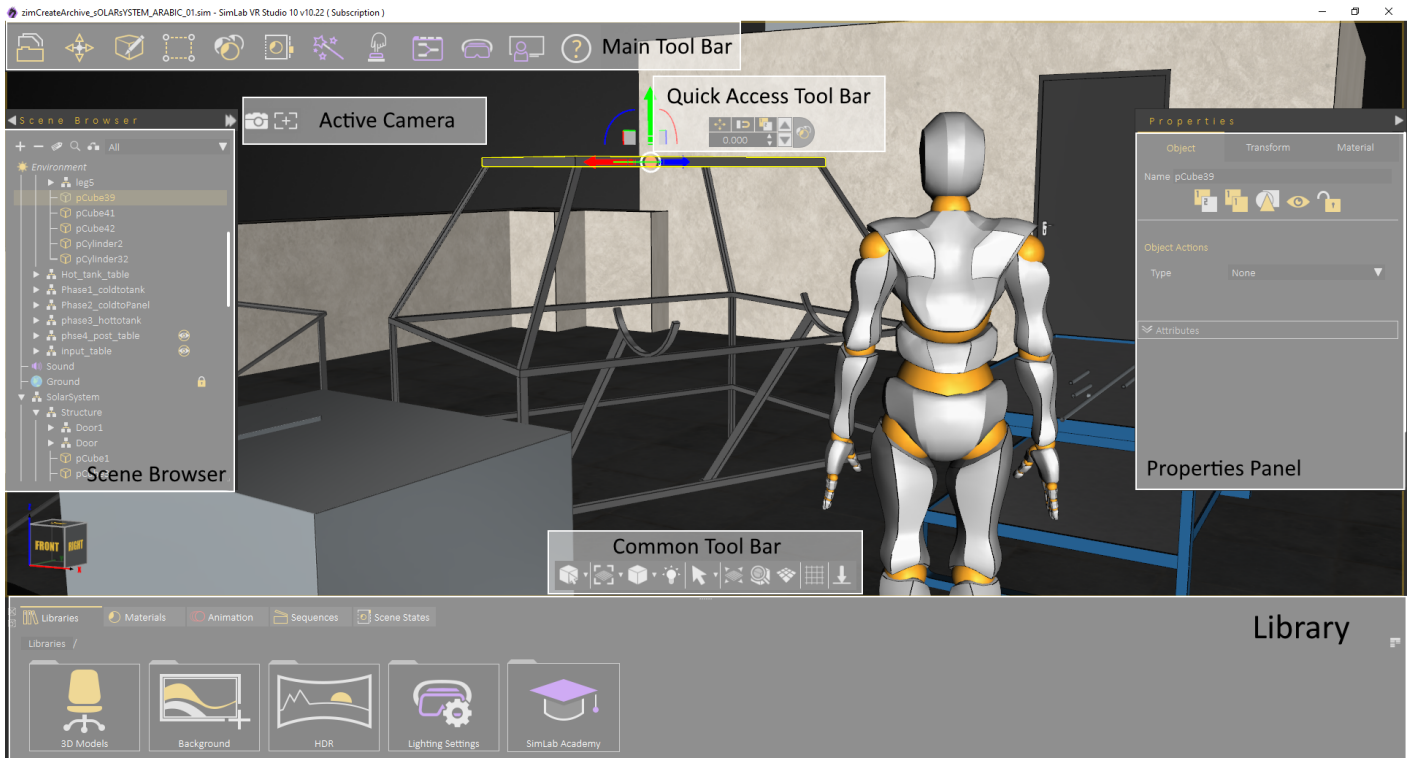 zimCreateArchive_sOLARsYSTEM_ARABIC_01.sim - SimLab VR Studio 10 v10.22 ( Subscription )
Main Tool Bar
Quick Access Tool Bar
0.000
Active Camera
Scene Browser
All
Environment
leg5
pCube39
pCube41
pCube42
pCylinder2
pCylinder32
Hot_tank_table
Phase1_coldtotank
Phase2_coldtoPanel
phase3_hottotank
phse4_post_table
input_table
Sound
Ground
SolarSystem
Structure
Door1
Door
pCube1
Scene Browser
FRONT RIGHT
Properties
Object Transform Material
Name pCube39
Object Actions
Type None
Attributes
Properties Panel
Common Tool Bar
Libraries Materials Animation Sequences Scene States
Library
Libraries /
3D Models Background HDR Lighting Settings SimLab Academy